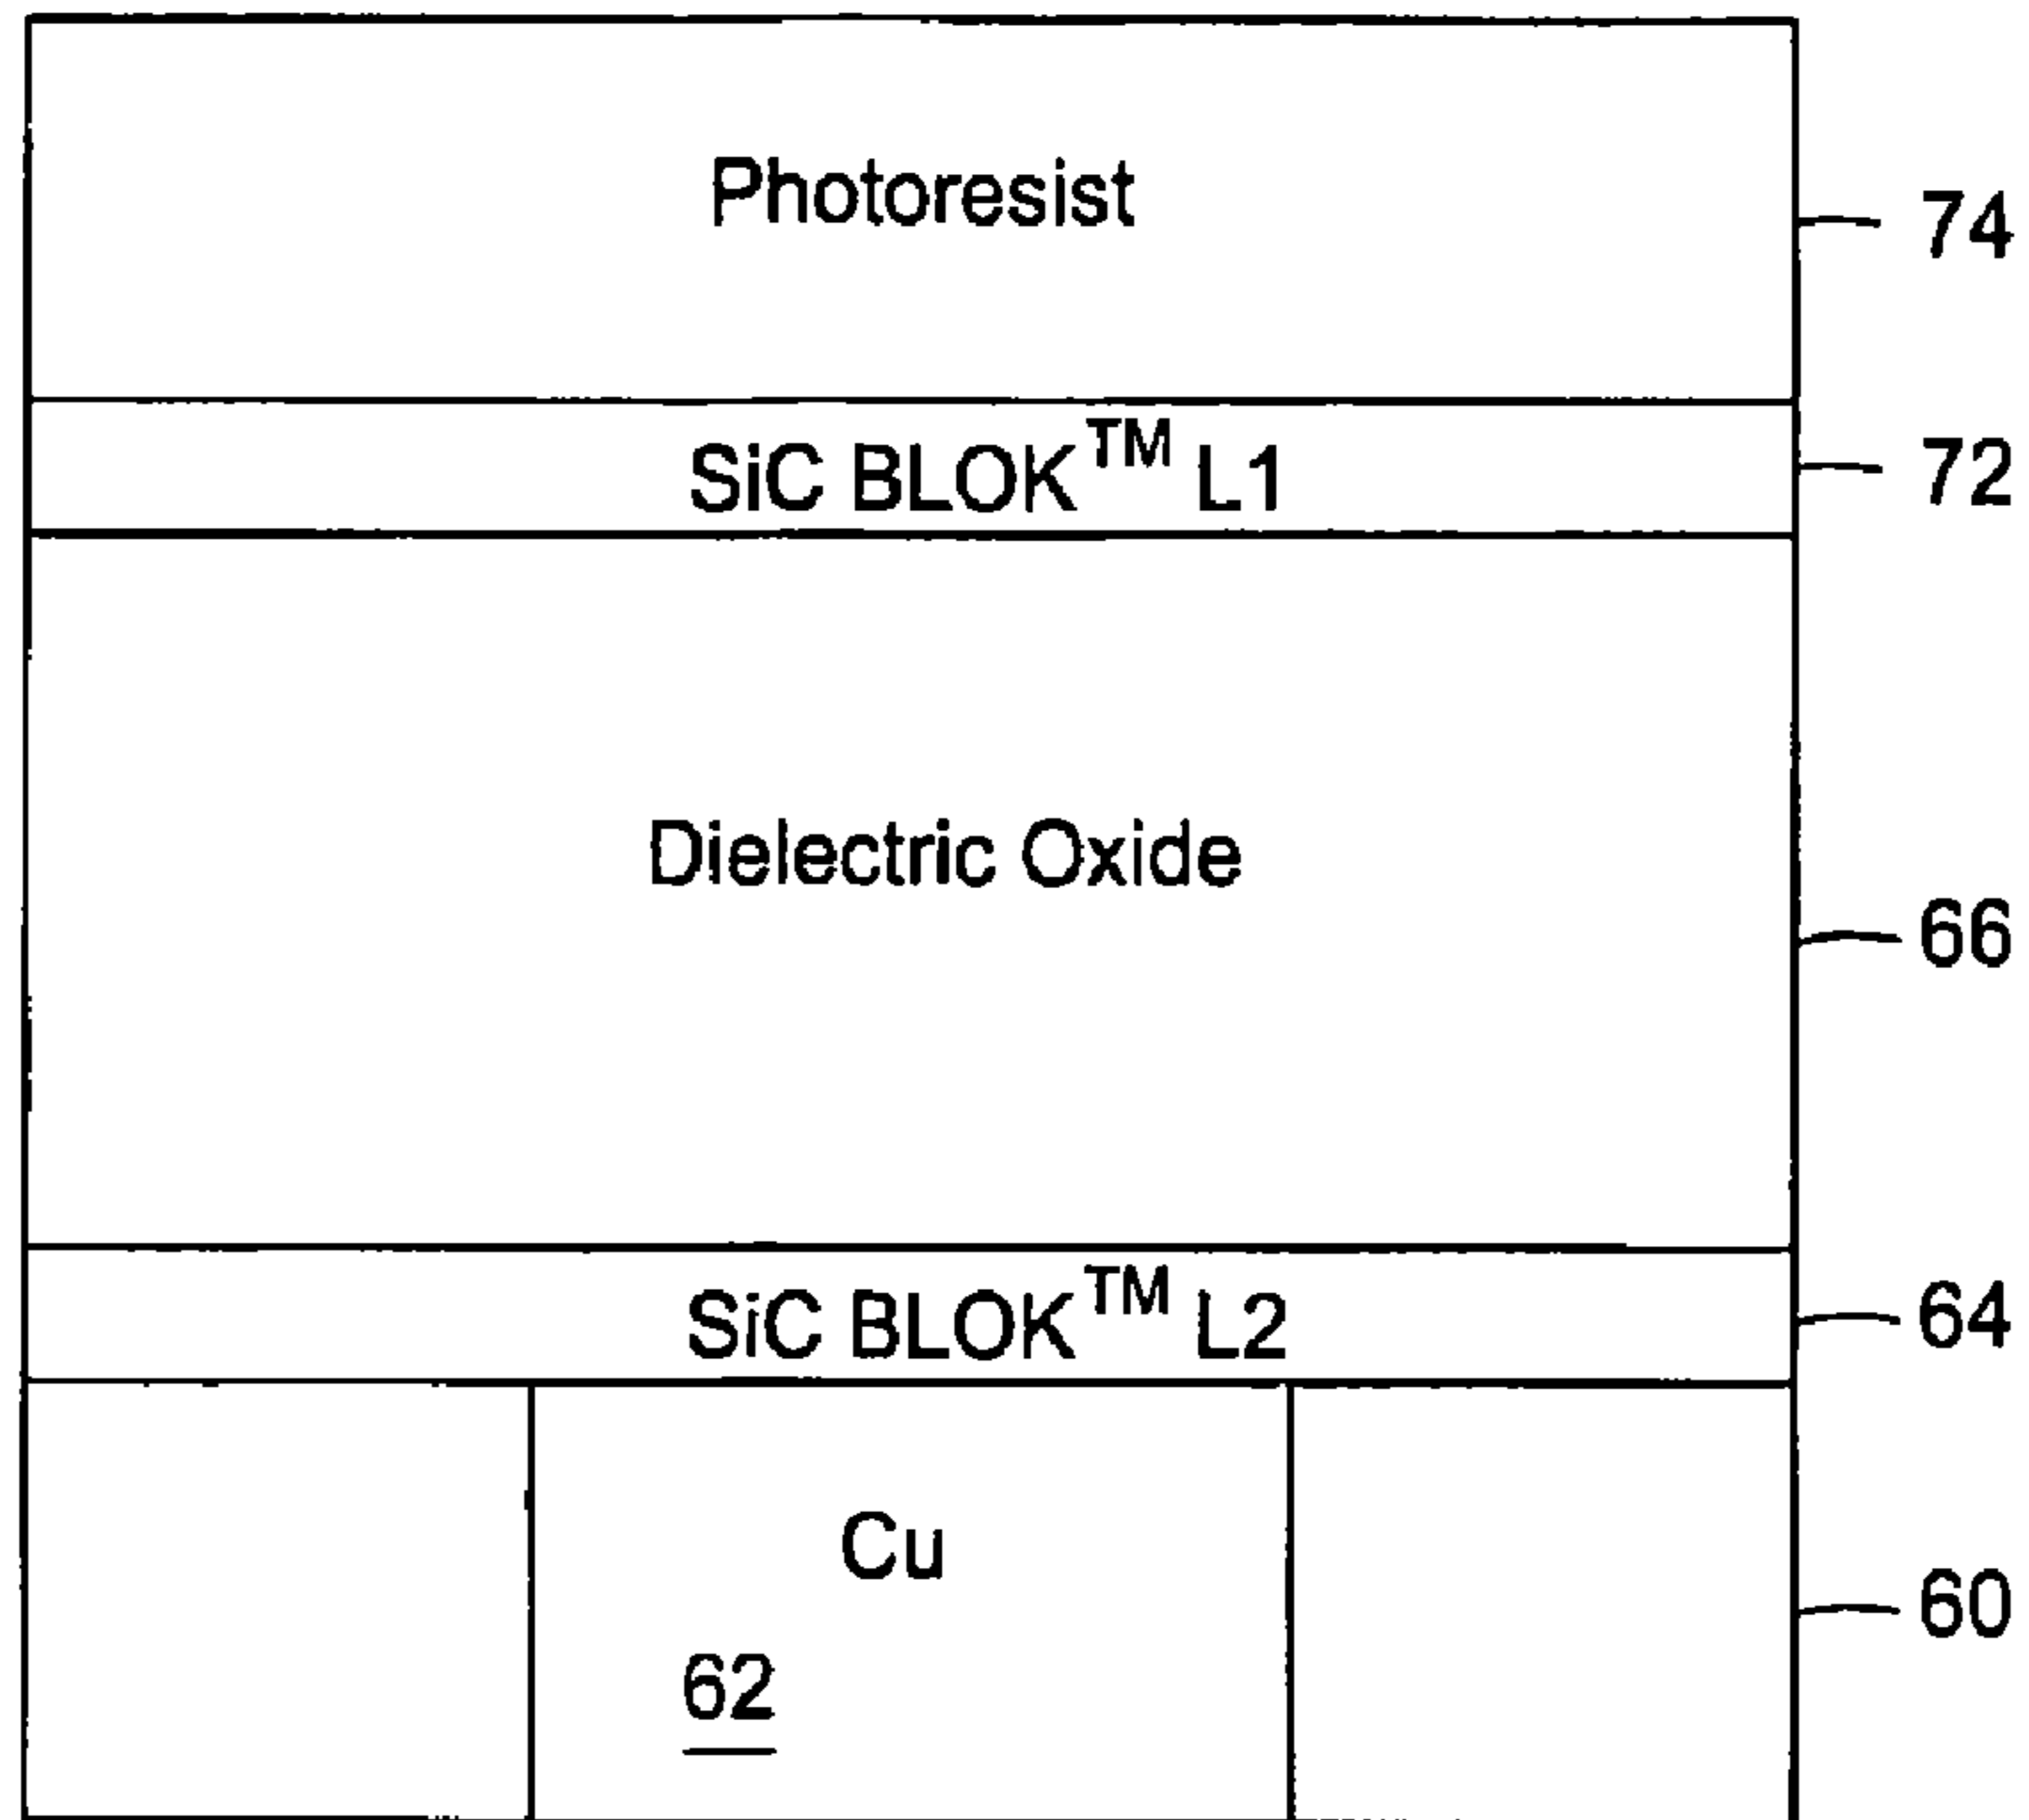 Photoresist
74
SiC BLOK™ L1
72
Dielectric Oxide
66
SiC BLOK™ L2
64
Cu
60
62